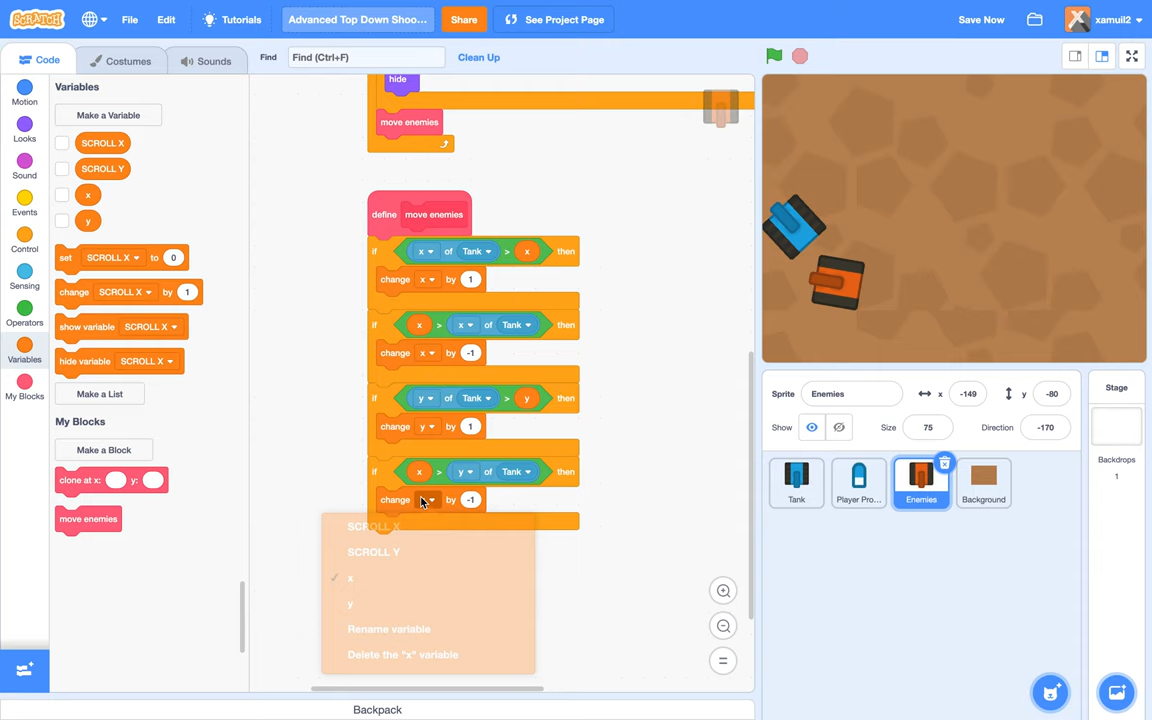 SCRATCH File Edit Tutorials Advanced Top Down Shoo... Share See Project Page Save Now xamuil2
Code Costumes Sounds Find Find (Ctrl+F) Clean Up
Motion
Looks
Sound
Events
Control
Sensing
Operators
Variables
My Blocks
Variables
Make a Variable
SCROLL X
SCROLL Y
x
y
set SCROLL X to 0
change SCROLL X by 1
show variable SCROLL X
hide variable SCROLL X
Make a List
My Blocks
Make a Block
clone at x: y:
move enemies
hide
move enemies
define move enemies
if x of Tank > x then
change x by 1
if x > x of Tank then
change x by -1
if y of Tank > y then
change y by 1
if x > y of Tank then
change by -1
SCROLL X
SCROLL Y
✓ x
y
Rename variable
Delete the "x" variable
Backpack
Sprite Enemies x -149 y -80
Show Size 75 Direction -170
Tank
Player Pro...
Enemies
Background
Stage
Backdrops
1